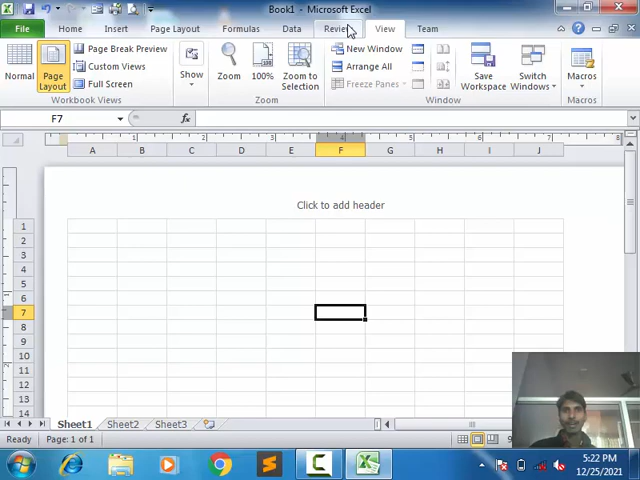 Book1 - Microsoft Excel
File Home Insert Page Layout Formulas Data Review View Team
Normal Page Layout Page Break Preview Custom Views Full Screen Show Zoom 100% Zoom to Selection New Window Arrange All Freeze Panes Save Workspace Switch Windows Macros
Workbook Views Zoom Window Macros
F7 fx
A B C D E F G H I J
Click to add header
1
2
3
4
5
6
7
8
9
10
11
12
13
14
Sheet1 Sheet2 Sheet3
Ready Page: 1 of 1
5:22 PM
12/25/2021